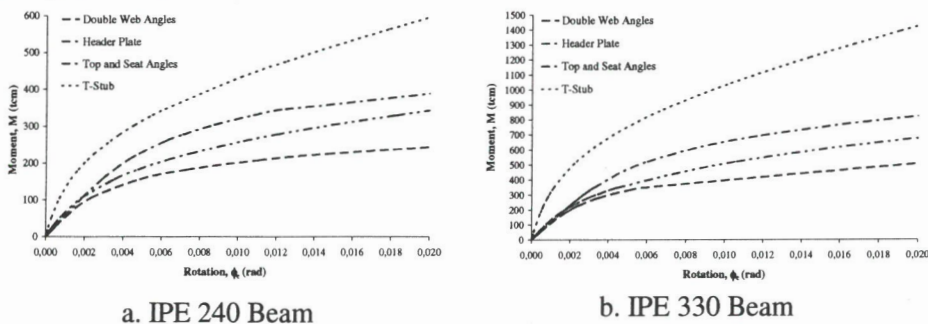 600
500
400
300
200
100
0
Moment, M (tcm)
Double Web Angles
Header Plate
Top and Seat Angles
T-Stub
0,000 0,002 0,004 0,006 0,008 0,010 0,012 0,014 0,016 0,018 0,020
Rotation, ϕc (rad)
a. IPE 240 Beam
1500
1400
1300
1200
1100
1000
900
800
700
600
500
400
300
200
100
0
Moment, M (tcm)
Double Web Angles
Header Plate
Top and Seat Angles
T-Stub
0,000 0,002 0,004 0,006 0,008 0,010 0,012 0,014 0,016 0,018 0,020
Rotation, ϕc (rad)
b. IPE 330 Beam